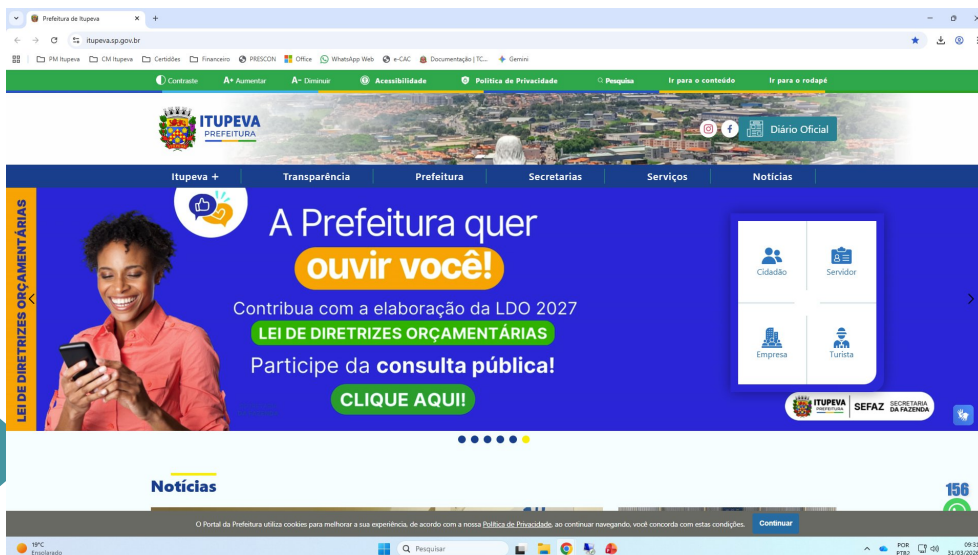 Prefeitura de Itupeva
itupeva.sp.gov.br
PM Itupeva CM Itupeva Certidões Financeiro PRESCON Office WhatsApp Web e-CAC Documentação | TC... Gemini
Contraste A+ Aumentar A- Diminuir Acessibilidade Política de Privacidade Pesquisa Ir para o conteúdo Ir para o rodapé
ITUPEVA
PREFEITURA
Diário Oficial
Itupeva + Transparência Prefeitura Secretarias Serviços Notícias
LEI DE DIRETRIZES ORÇAMENTÁRIAS
A Prefeitura quer
ouvir você!
Contribua com a elaboração da LDO 2027
LEI DE DIRETRIZES ORÇAMENTÁRIAS
Participe da consulta pública!
CLIQUE AQUI!
Cidadão Servidor
Empresa Turista
ITUPEVA
PREFEITURA
SEFAZ
SECRETARIA
DA FAZENDA
Notícias
156
O Portal da Prefeitura utiliza cookies para melhorar a sua experiência, de acordo com a nossa Política de Privacidade, ao continuar navegando, você concorda com estas condições. Continuar
19°C
Ensolarado
Pesquisar
POR
PTB2